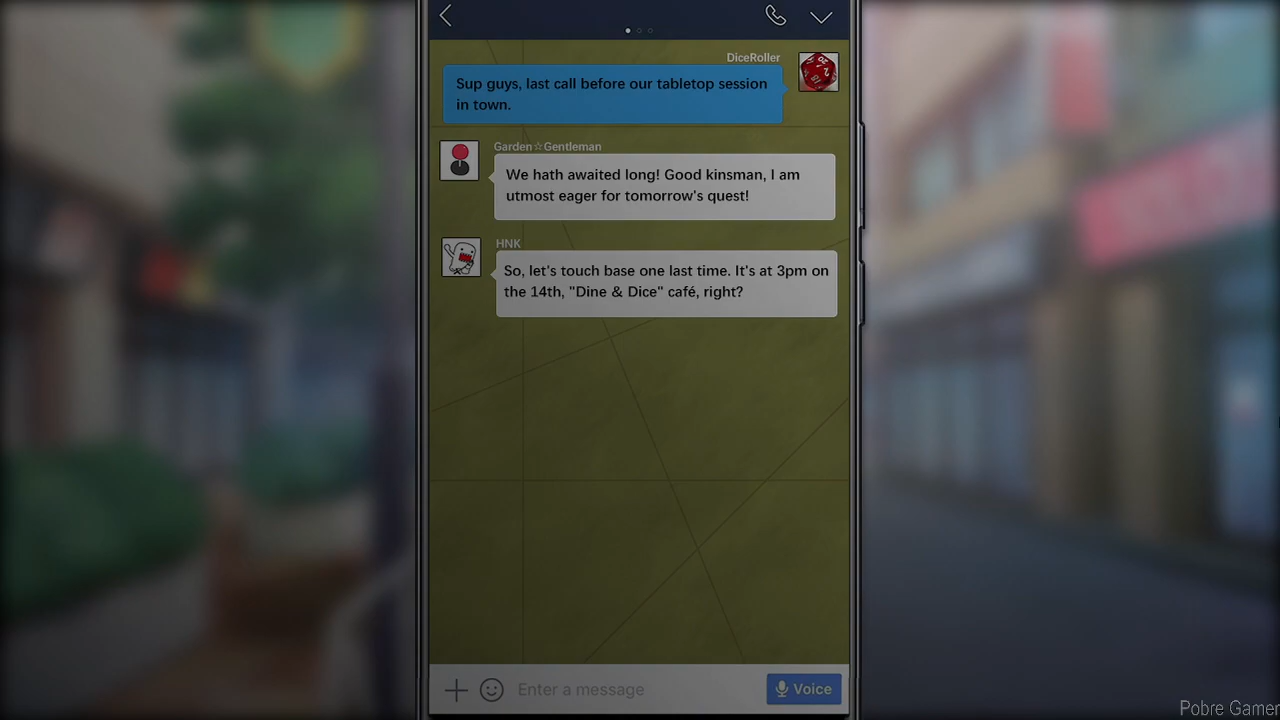 DiceRoller
Sup guys, last call before our tabletop session
in town.
Garden☆Gentleman
We hath awaited long! Good kinsman, I am
utmost eager for tomorrow's quest!
HNK
So, let's touch base one last time. It's at 3pm on
the 14th, "Dine & Dice" café, right?
Enter a message
Voice
Pobre Gamer